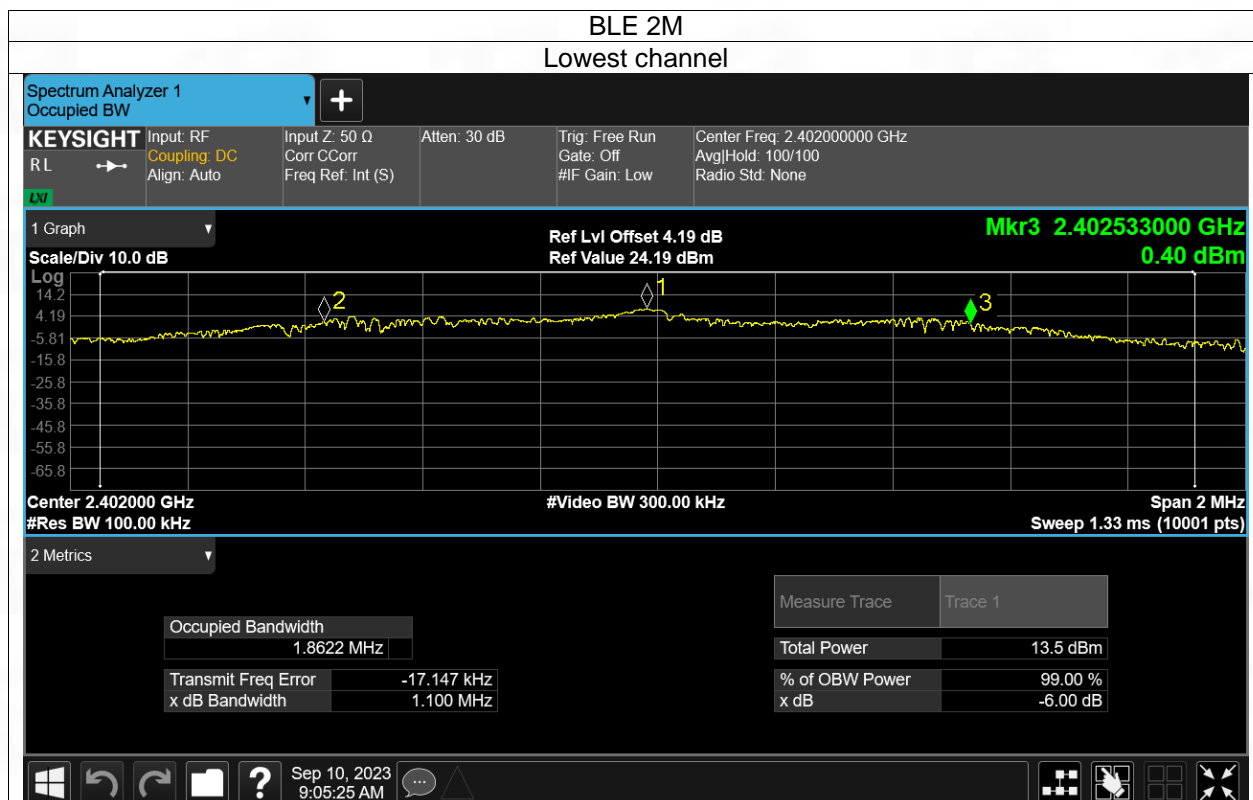 BLE 2M
Lowest channel
Spectrum Analyzer 1
Occupied BW
KEYSIGHT
R L
LXI
Input: RF
Coupling: DC
Align: Auto
Input Z: 50 Ω
Corr CCorr
Freq Ref: Int (S)
Atten: 30 dB
Trig: Free Run
Gate: Off
#IF Gain: Low
Center Freq: 2.402000000 GHz
Avg|Hold: 100/100
Radio Std: None
1 Graph
Scale/Div 10.0 dB
Ref Lvl Offset 4.19 dB
Ref Value 24.19 dBm
Mkr3 2.402533000 GHz
0.40 dBm
Log
14.2
4.19
-5.81
-15.8
-25.8
-35.8
-45.8
-55.8
-65.8
2
1
3
Center 2.402000 GHz
#Res BW 100.00 kHz
#Video BW 300.00 kHz
Span 2 MHz
Sweep 1.33 ms (10001 pts)
2 Metrics
Occupied Bandwidth
1.8622 MHz
Transmit Freq Error -17.147 kHz
x dB Bandwidth 1.100 MHz
Measure Trace Trace 1
Total Power 13.5 dBm
% of OBW Power 99.00 %
x dB -6.00 dB
?
Sep 10, 2023
9:05:25 AM